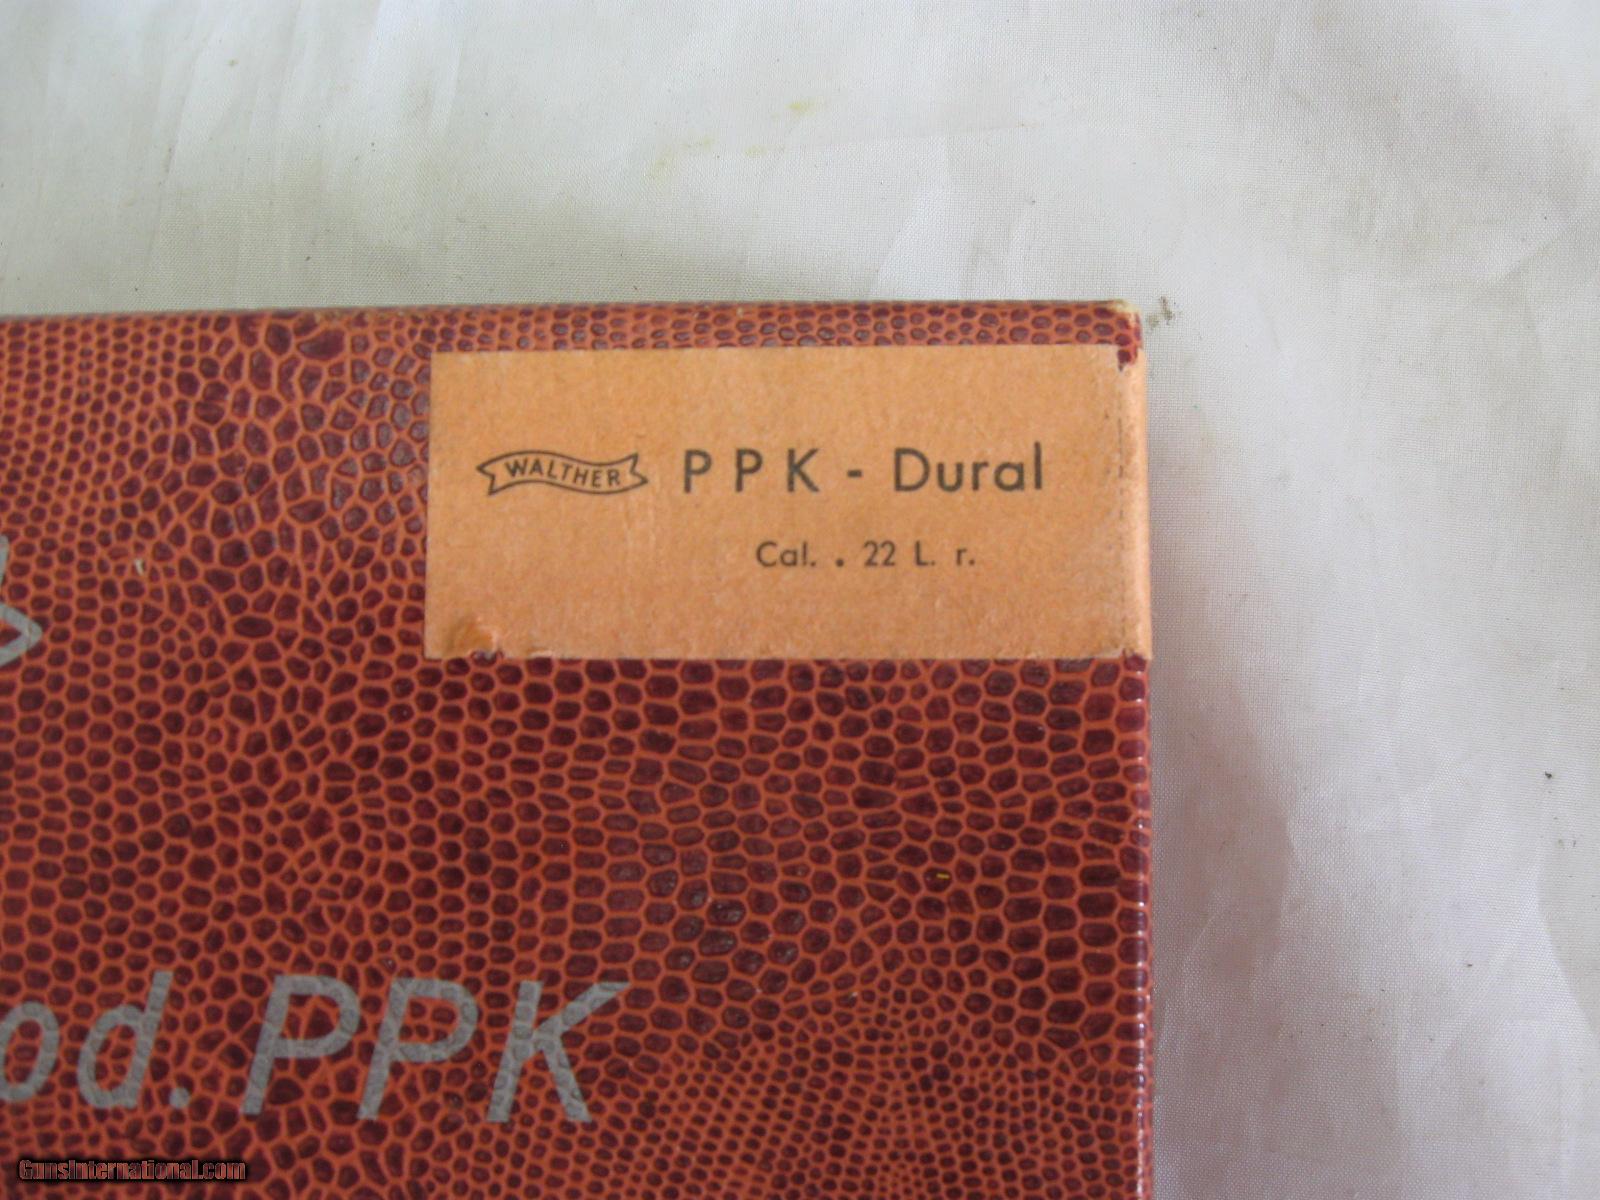 WALTHER PPK - Dural
Cal. . 22 L. r.
od. PPK
GunsInternational.com